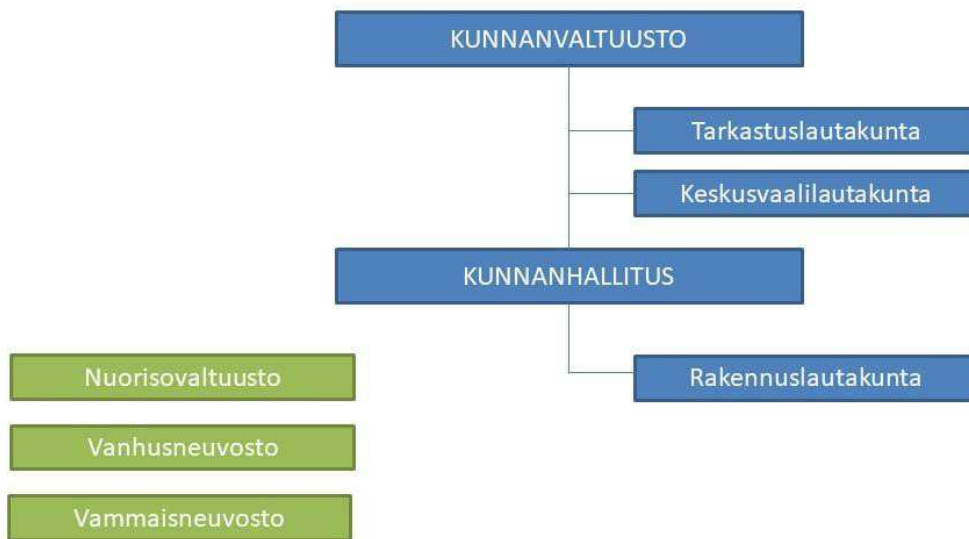 KUNNANVALTUUSTO
Tarkastuslautakunta
Keskusvaalilautakunta
KUNNANHALLITUS
Rakennuslautakunta
Nuorisovaltuusto
Vanhusneuvosto
Vammaisneuvosto